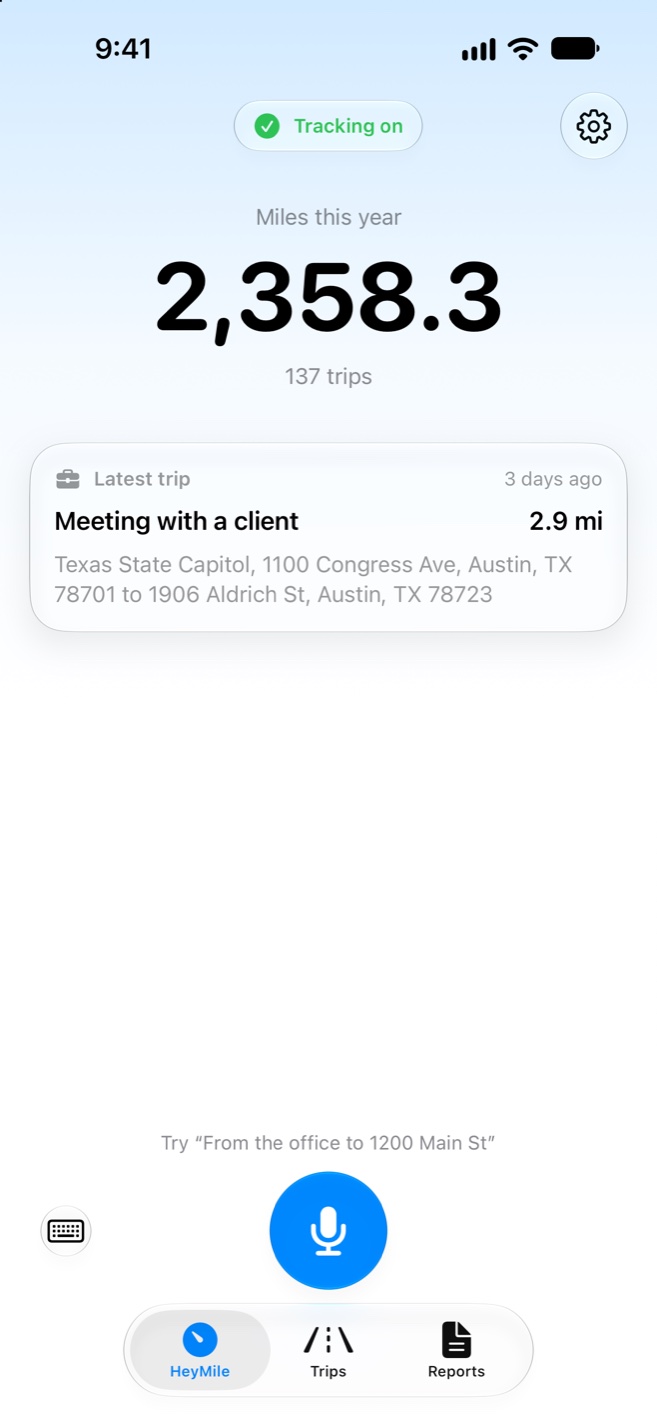 9:41
Tracking on
Miles this year
2,358.3
137 trips
Latest trip
3 days ago
Meeting with a client
2.9 mi
Texas State Capitol, 1100 Congress Ave, Austin, TX
78701 to 1906 Aldrich St, Austin, TX 78723
Try “From the office to 1200 Main St”
HeyMile
Trips
Reports